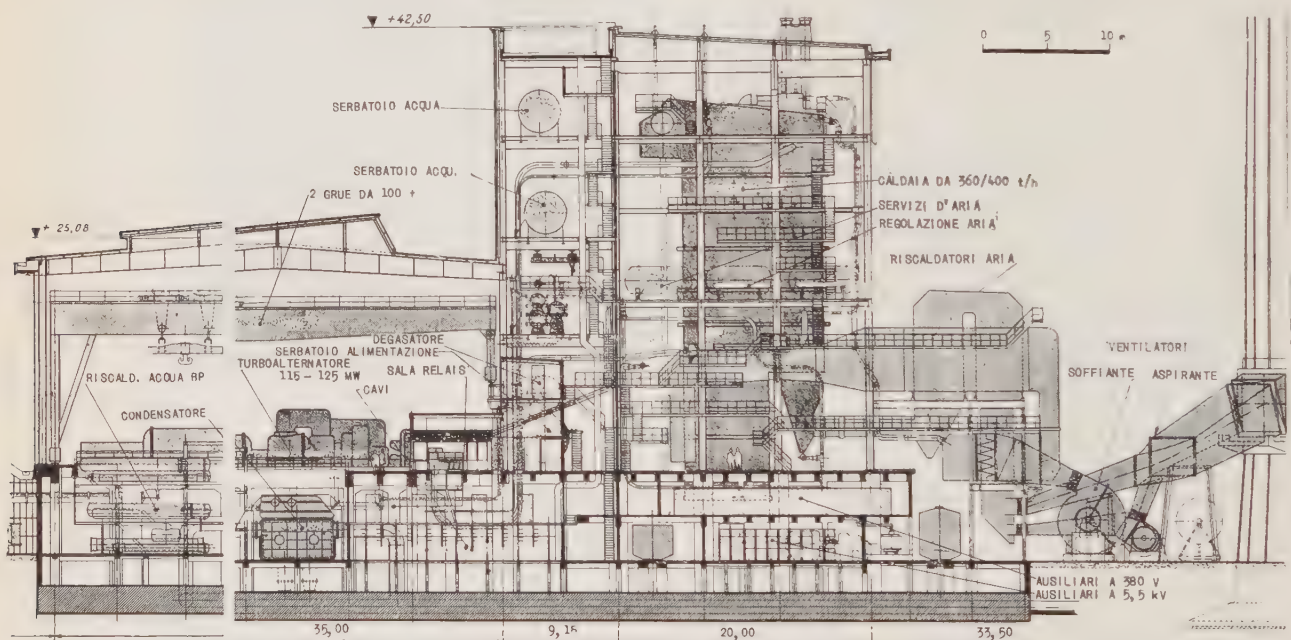 +42,50
0 5 10 m
SERBATOIO ACQUA
SERBATOIO ACQU.
2 GRUE DA 100 t
CALDAIA DA 360/400 t/h
SERVIZI D'ARIA
REGOLAZIONE ARIA
+ 25,08
RISCALDATORI ARIA
DEGASATORE
SERBATOIO ALIMENTAZIONE
TURBOALTERNATORE
115 - 125 MW
SALA RELAIS
CAVI
RISCALD. ACQUA BP
CONDENSATORE
VENTILATORI
SOFFIANTE ASPIRANTE
AUSILIARI A 380 V
AUSILIARI A 5,5 kV
35,00 9,15 20,00 33,50